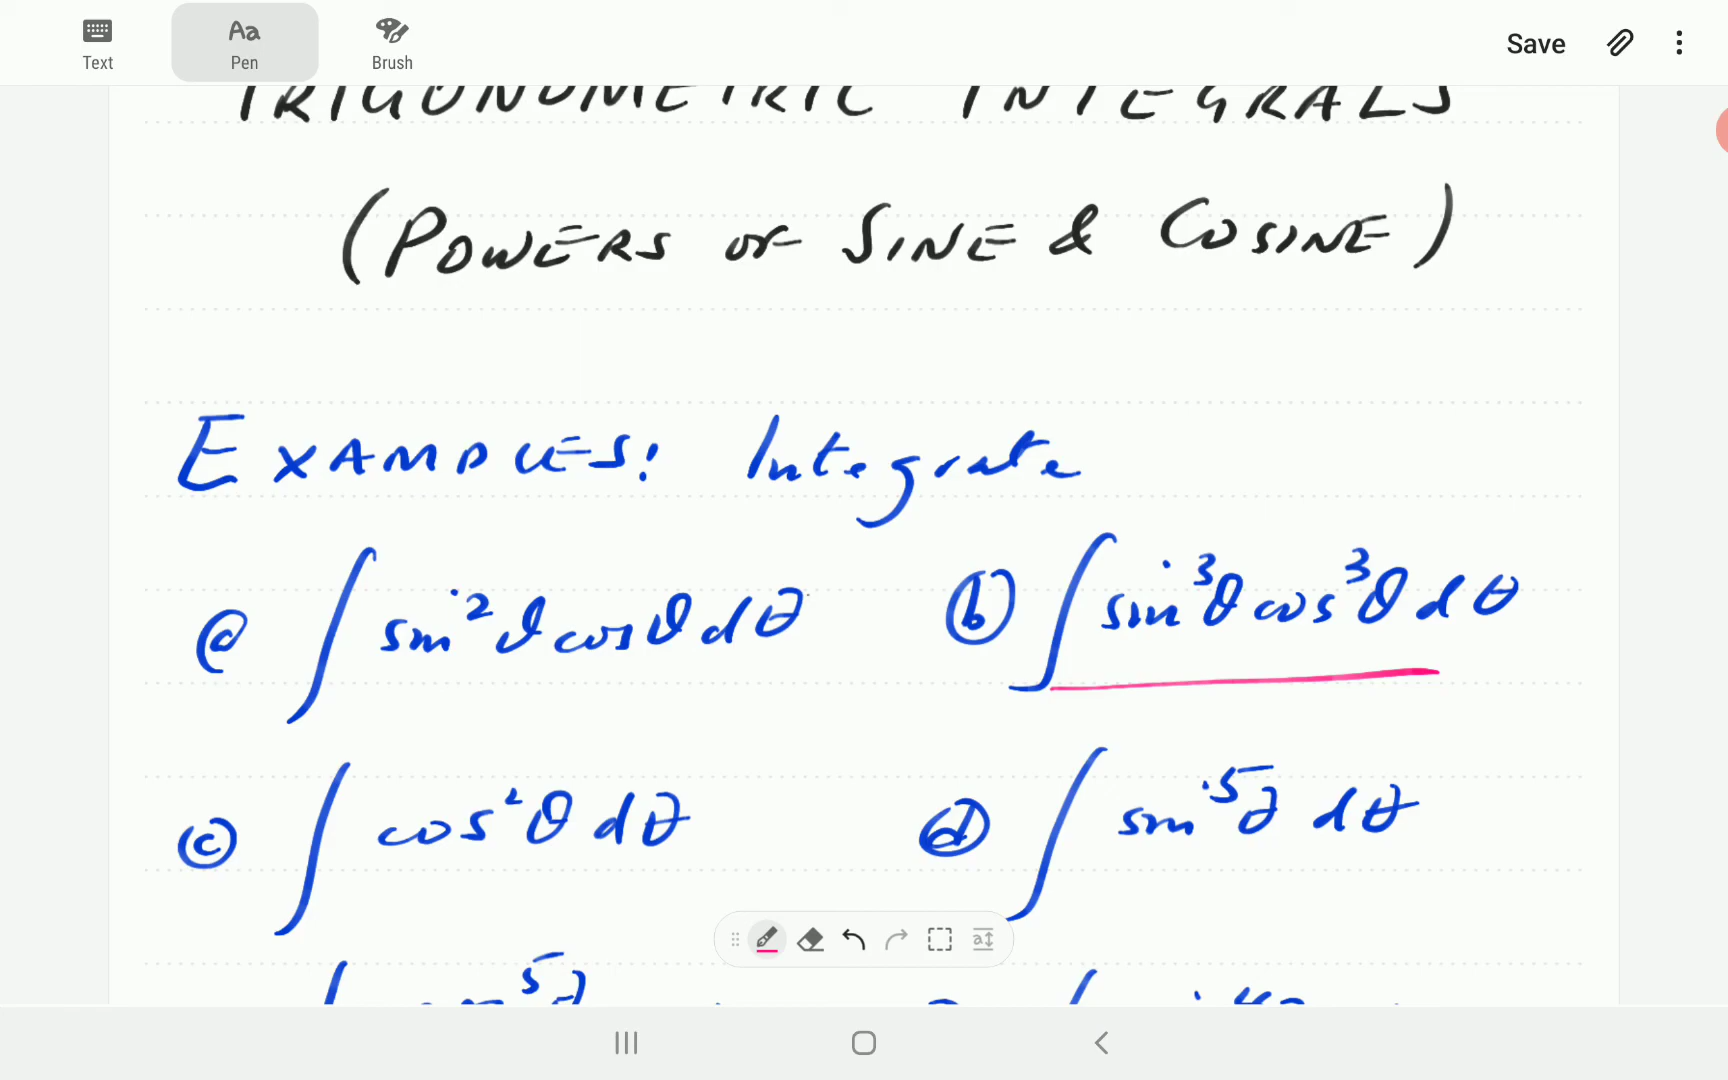 Text Pen Brush Save
TRIGONOMETRIC INTEGRALS
(POWERS OF SINE & COSINE)
EXAMPLES: Integrate
ⓐ ∫ sin²θ cosθ dθ ⓑ ∫ sin³θ cos³θ dθ
ⓒ ∫ cos²θ dθ ⓓ ∫ sin⁵θ dθ